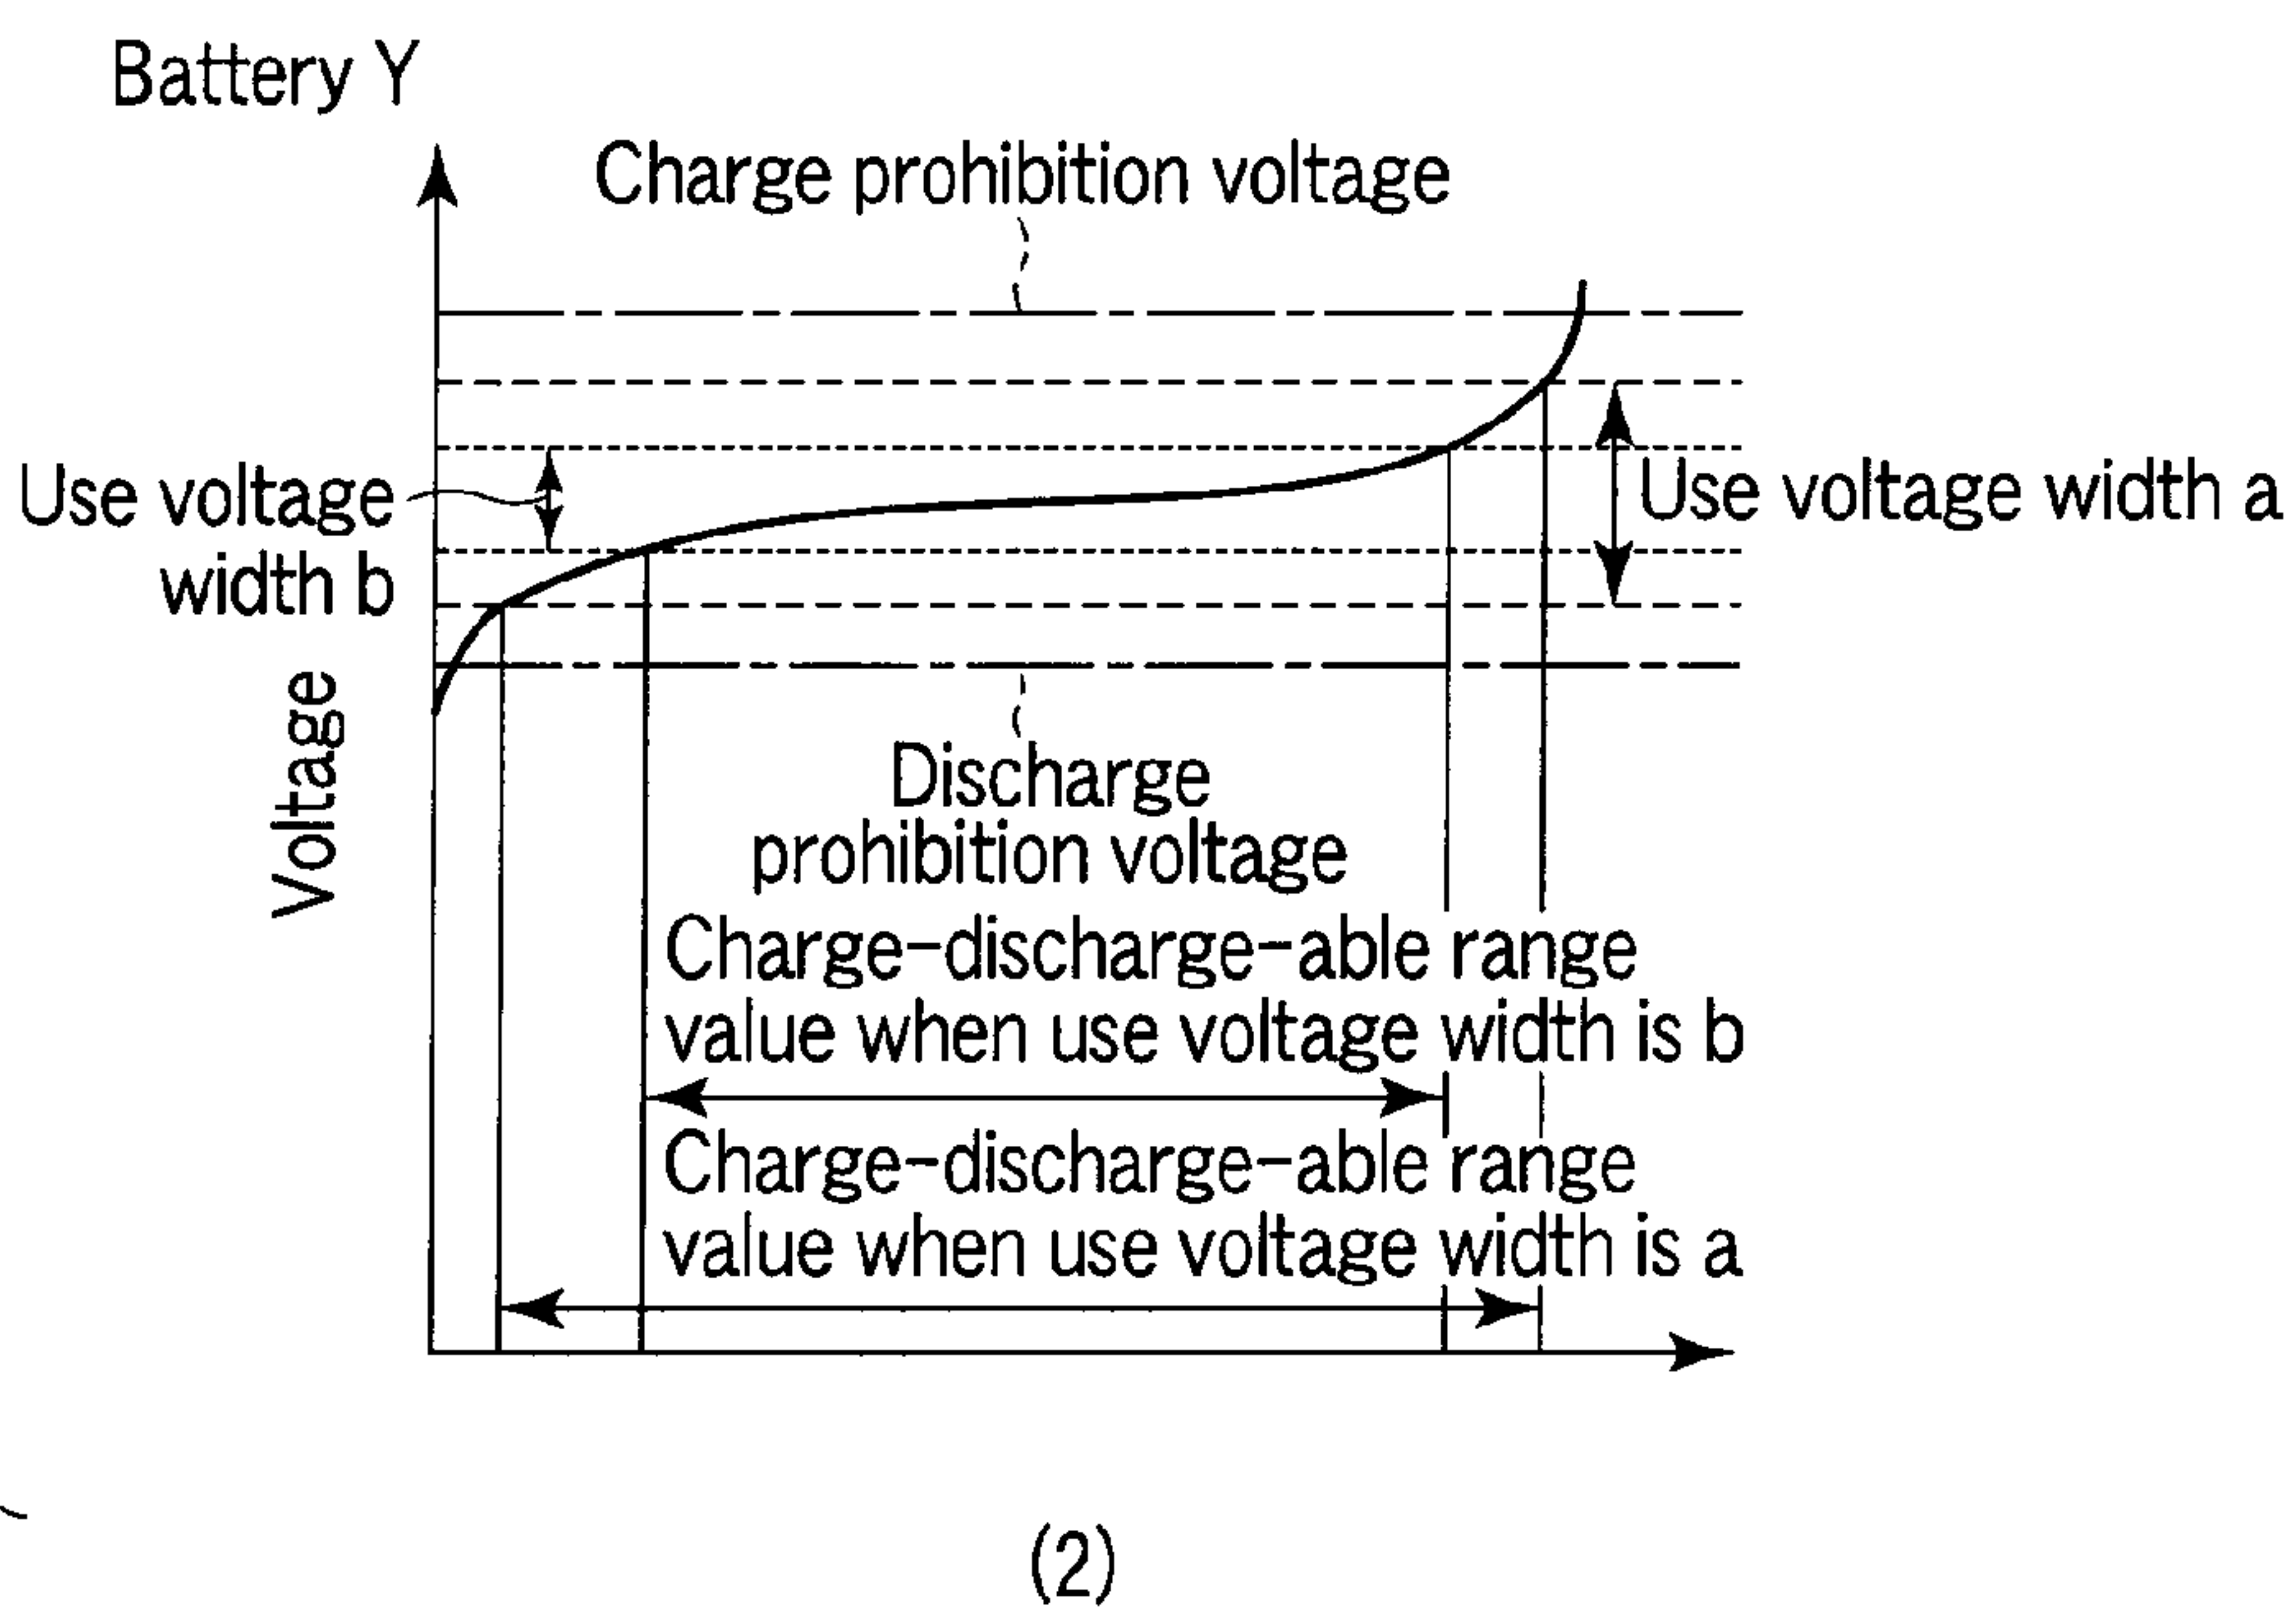 Battery Y
Charge prohibition voltage
Use voltage
width b
Use voltage width a
Voltage
Discharge
prohibition voltage
Charge-discharge-able range
value when use voltage width is b
Charge-discharge-able range
value when use voltage width is a
(2)